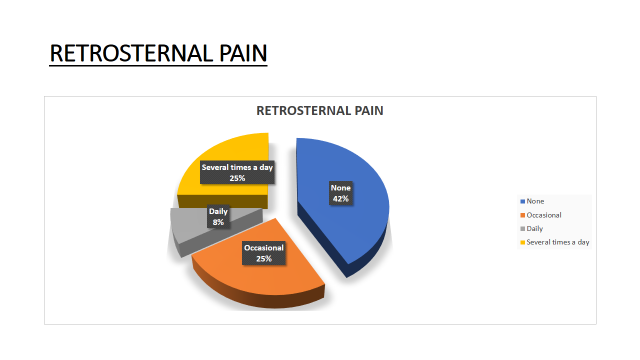 RETROSTERNAL PAIN
RETROSTERNAL PAIN
Several times a day
25%
None
42%
Daily
8%
Occasional
25%
None
Occasional
Daily
Several times a day